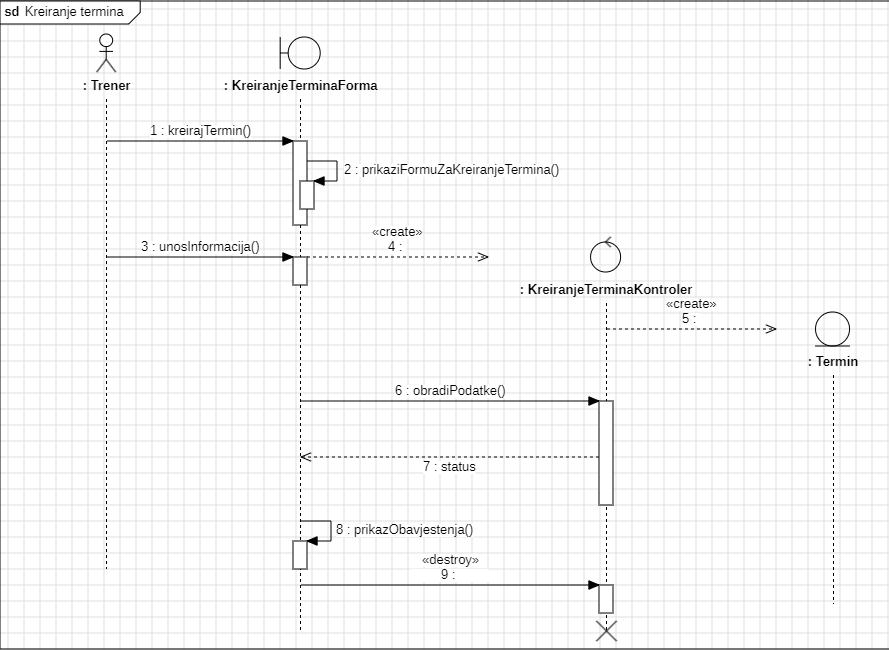 sd Kreiranje termina
: Trener
: KreiranjeTerminaForma
1 : kreirajTermin()
2 : prikaziFormuZaKreiranjeTermina()
3 : unosInformacija()
«create»
4 :
: KreiranjeTerminaKontroler
«create»
5 :
: Termin
6 : obradiPodatke()
7 : status
8 : prikazObavjestenja()
«destroy»
9 :